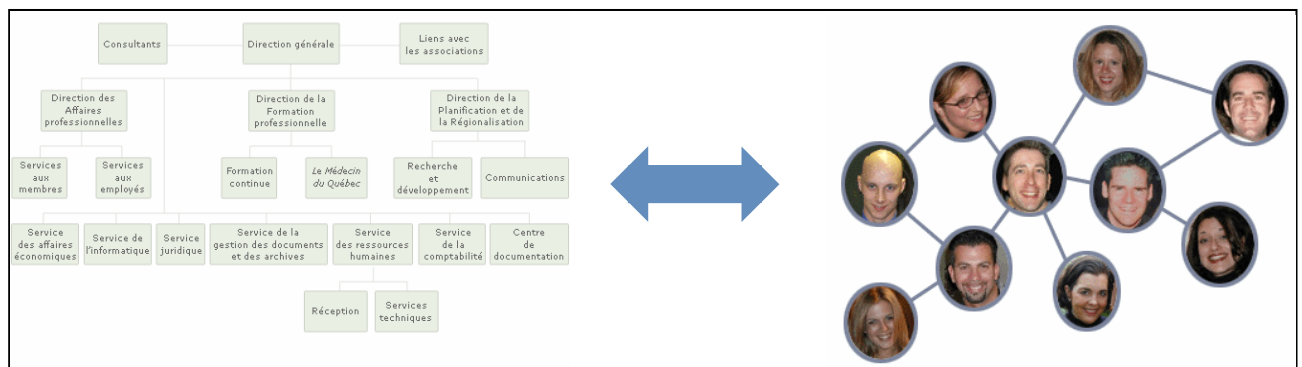 Consultants
Direction générale
Liens avec
les associations
Direction des
Affaires
professionnelles
Direction de la
Formation
professionnelle
Direction de la
Planification et de
la Régionalisation
Services
aux
membres
Services
aux
employés
Formation
continue
Le Médecin
du Québec
Recherche
et
développement
Communications
Service
des affaires
économiques
Service de
l'informatique
Service
juridique
Service de la
gestion des documents
et des archives
Service
des ressources
humaines
Service
de la
comptabilité
Centre
de
documentation
Réception
Services
techniques